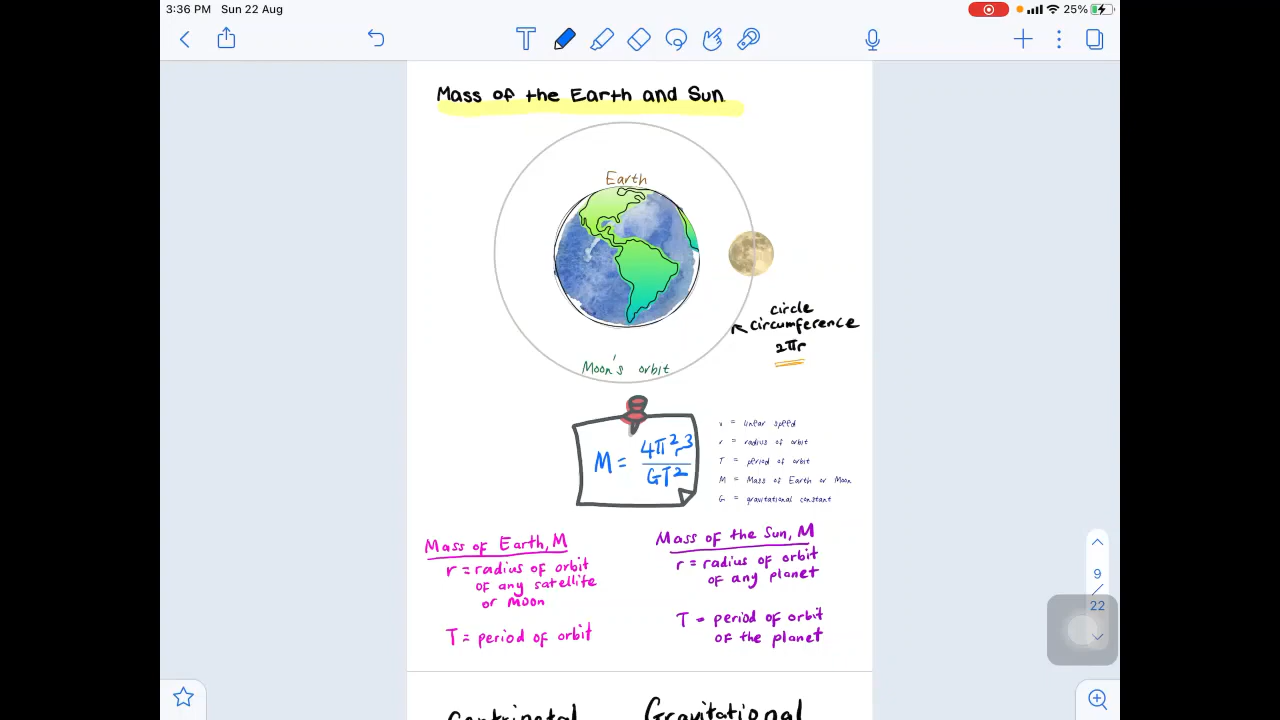 3:36 PM Sun 22 Aug
25%
Mass of the Earth and Sun
Earth
circle
circumference
2πr
Moon's orbit
M = 4π²r³
GT²
v = linear speed
r = radius of orbit
T = period of orbit
M = Mass of Earth or Moon
G = gravitational constant
Mass of Earth, M
r = radius of orbit
of any satellite
or moon
T = period of orbit
Mass of the Sun, M
r = radius of orbit
of any planet
T = period of orbit
of the planet
9
/
22
Centripetal
Gravitational